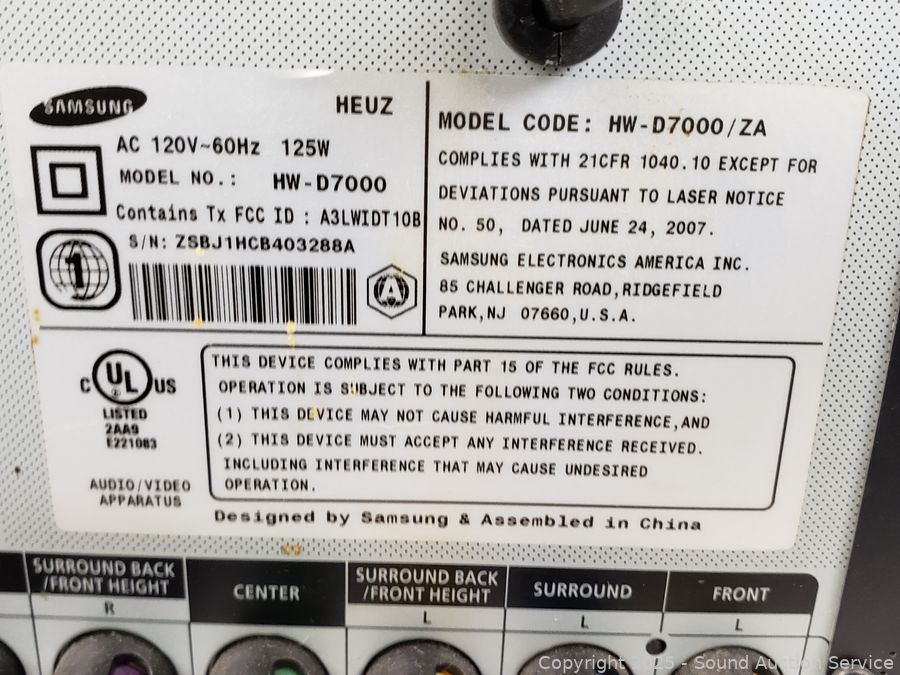 SAMSUNG
HEUZ
AC 120V~60Hz 125W
MODEL NO.: HW-D7000
Contains Tx FCC ID : A3LWIDT10B
S/N: ZSBJ1HCB403288A
1
A
MODEL CODE: HW-D7000/ZA
COMPLIES WITH 21CFR 1040.10 EXCEPT FOR
DEVIATIONS PURSUANT TO LASER NOTICE
NO. 50, DATED JUNE 24, 2007.
SAMSUNG ELECTRONICS AMERICA INC.
85 CHALLENGER ROAD,RIDGEFIELD
PARK,NJ 07660,U.S.A.
C UL US
LISTED
2AA9
E221083
AUDIO/VIDEO
APPARATUS
THIS DEVICE COMPLIES WITH PART 15 OF THE FCC RULES.
OPERATION IS SUBJECT TO THE FOLLOWING TWO CONDITIONS:
(1) THIS DEVICE MAY NOT CAUSE HARMFUL INTERFERENCE,AND
(2) THIS DEVICE MUST ACCEPT ANY INTERFERENCE RECEIVED.
INCLUDING INTERFERENCE THAT MAY CAUSE UNDESIRED
OPERATION.
Designed by Samsung & Assembled in China
SURROUND BACK
/FRONT HEIGHT
R
CENTER
SURROUND BACK
/FRONT HEIGHT
L
SURROUND
L
FRONT
L
Copyright 2025 - Sound Auction Service